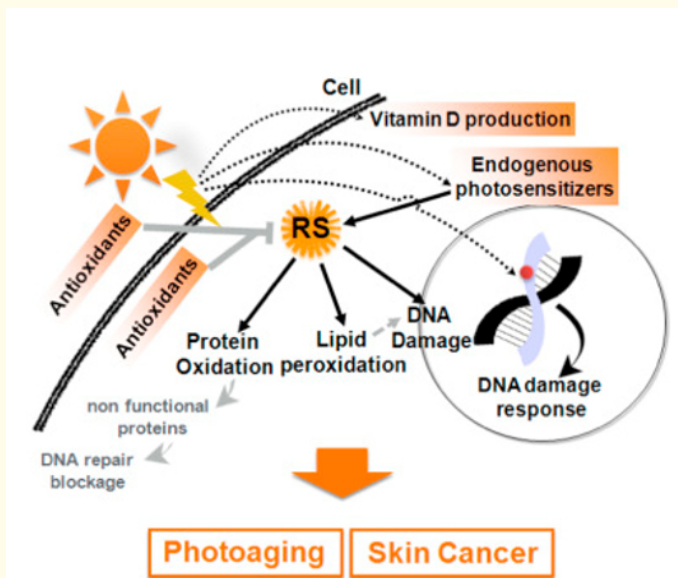 Cell
Vitamin D production
Endogenous
photosensitizers
Antioxidants
Antioxidants
RS
Protein
Oxidation
Lipid
peroxidation
DNA
Damage
non functional
proteins
DNA repair
blockage
DNA damage
response
Photoaging
Skin Cancer